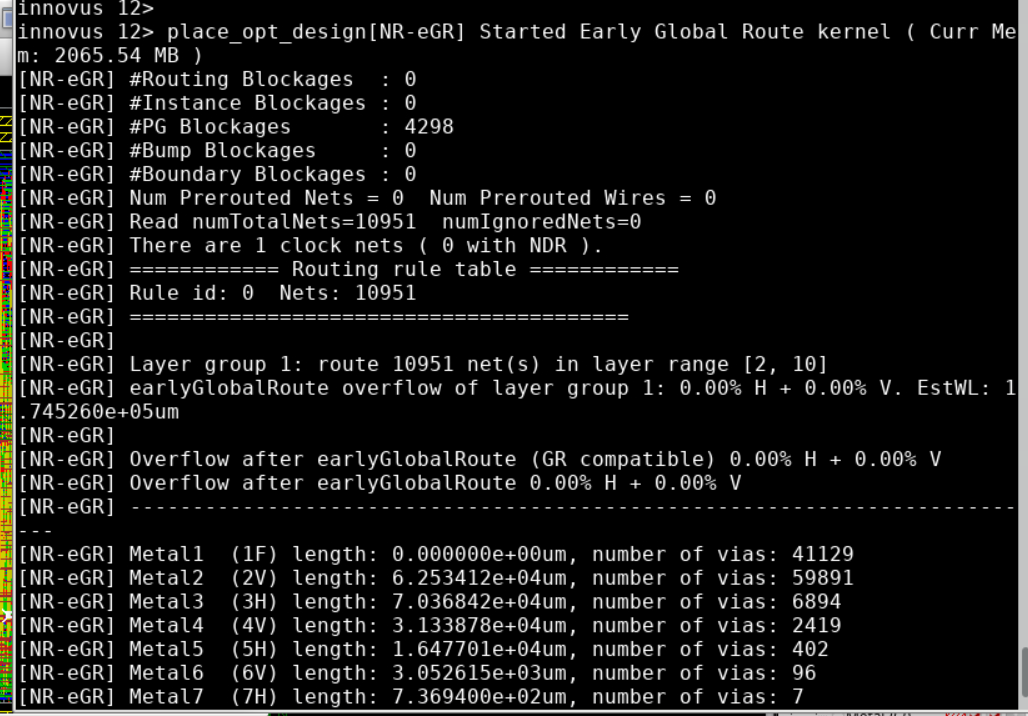 innovus 12>
innovus 12> place_opt_design[NR-eGR] Started Early Global Route kernel ( Curr Me
m: 2065.54 MB )
[NR-eGR] #Routing Blockages  : 0
[NR-eGR] #Instance Blockages : 0
[NR-eGR] #PG Blockages       : 4298
[NR-eGR] #Bump Blockages     : 0
[NR-eGR] #Boundary Blockages : 0
[NR-eGR] Num Prerouted Nets = 0  Num Prerouted Wires = 0
[NR-eGR] Read numTotalNets=10951  numIgnoredNets=0
[NR-eGR] There are 1 clock nets ( 0 with NDR ).
[NR-eGR] ============ Routing rule table ============
[NR-eGR] Rule id: 0  Nets: 10951
[NR-eGR] ========================================
[NR-eGR]
[NR-eGR] Layer group 1: route 10951 net(s) in layer range [2, 10]
[NR-eGR] earlyGlobalRoute overflow of layer group 1: 0.00% H + 0.00% V. EstWL: 1
.745260e+05um
[NR-eGR]
[NR-eGR] Overflow after earlyGlobalRoute (GR compatible) 0.00% H + 0.00% V
[NR-eGR] Overflow after earlyGlobalRoute 0.00% H + 0.00% V
[NR-eGR] -----------------------------------------------------------------------
---
[NR-eGR] Metal1  (1F) length: 0.000000e+00um, number of vias: 41129
[NR-eGR] Metal2  (2V) length: 6.253412e+04um, number of vias: 59891
[NR-eGR] Metal3  (3H) length: 7.036842e+04um, number of vias: 6894
[NR-eGR] Metal4  (4V) length: 3.133878e+04um, number of vias: 2419
[NR-eGR] Metal5  (5H) length: 1.647701e+04um, number of vias: 402
[NR-eGR] Metal6  (6V) length: 3.052615e+03um, number of vias: 96
[NR-eGR] Metal7  (7H) length: 7.369400e+02um, number of vias: 7